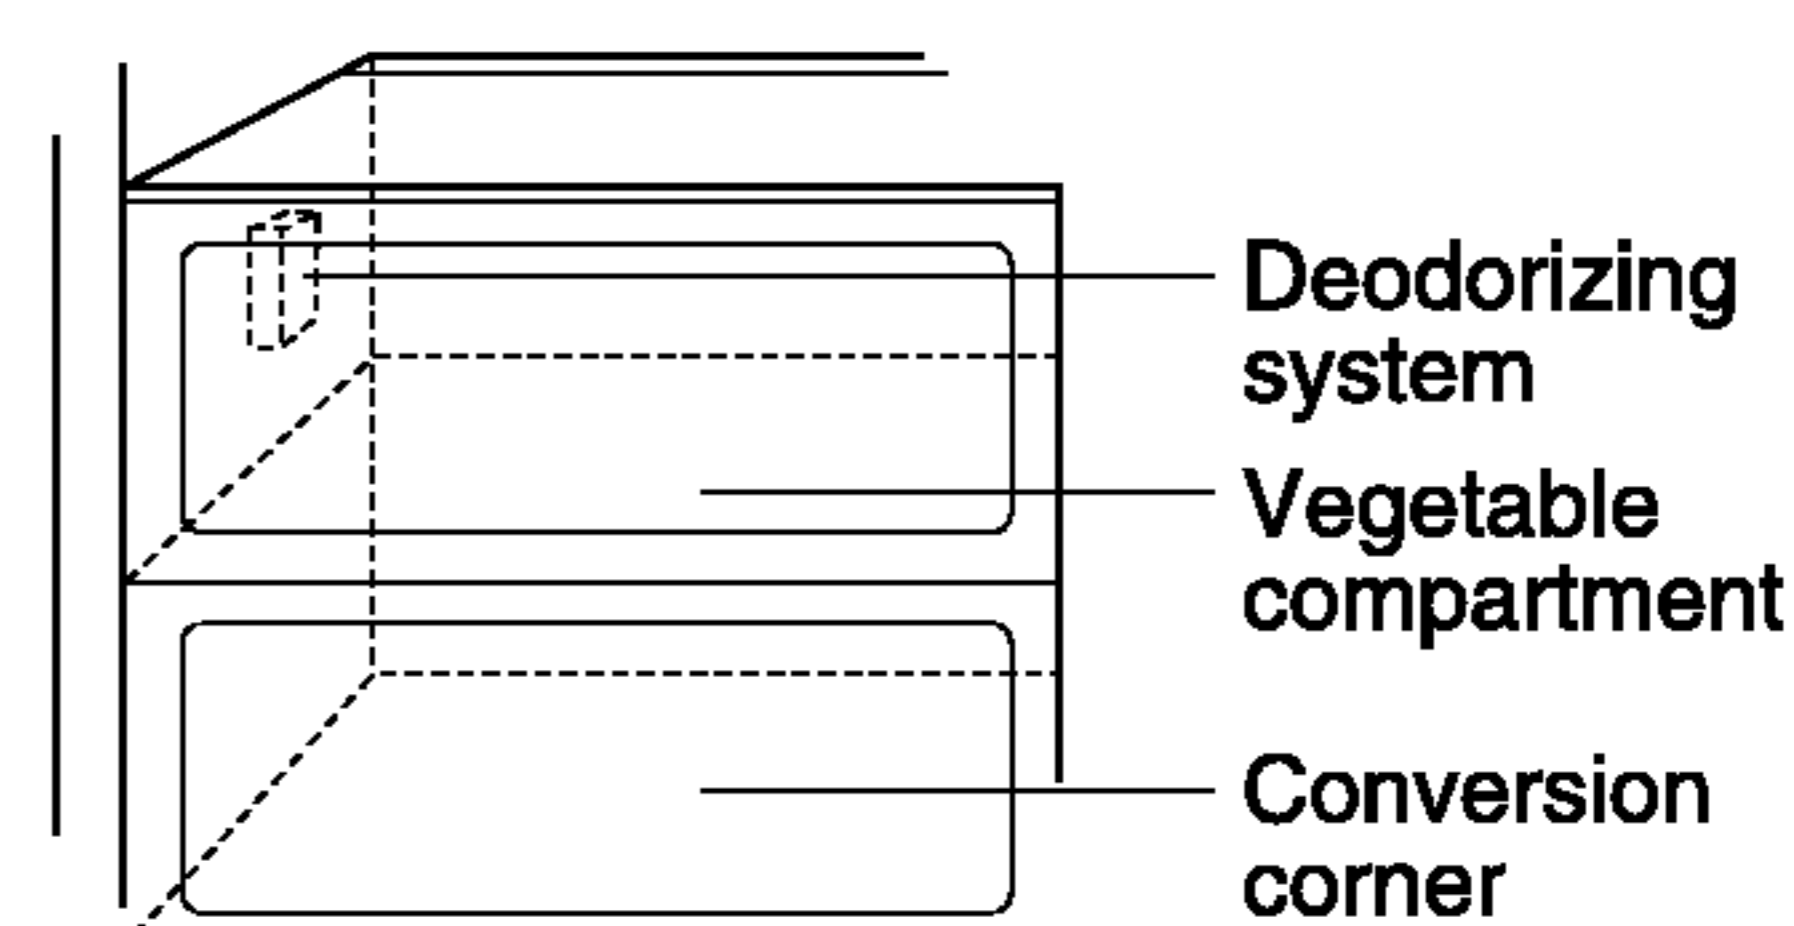 Deodorizing
system
Vegetable
compartment
Conversion
corner